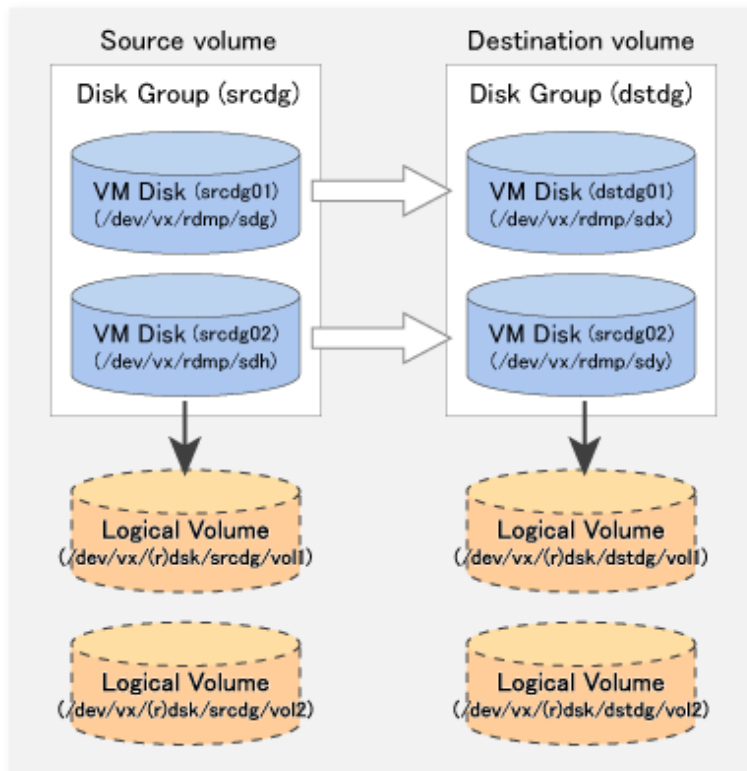 Source volume
Destination volume
Disk Group (srcdg)
Disk Group (dstdg)
VM Disk (srcdg01)
(/dev/vx/rdmp/sdg)
VM Disk (dstdg01)
(/dev/vx/rdmp/sdx)
VM Disk (srcdg02)
(/dev/vx/rdmp/sdh)
VM Disk (srcdg02)
(/dev/vx/rdmp/sdy)
Logical Volume
(/dev/vx/(r)dsk/srcdg/vol1)
Logical Volume
(/dev/vx/(r)dsk/dstdg/vol1)
Logical Volume
(/dev/vx/(r)dsk/srcdg/vol2)
Logical Volume
(/dev/vx/(r)dsk/dstdg/vol2)